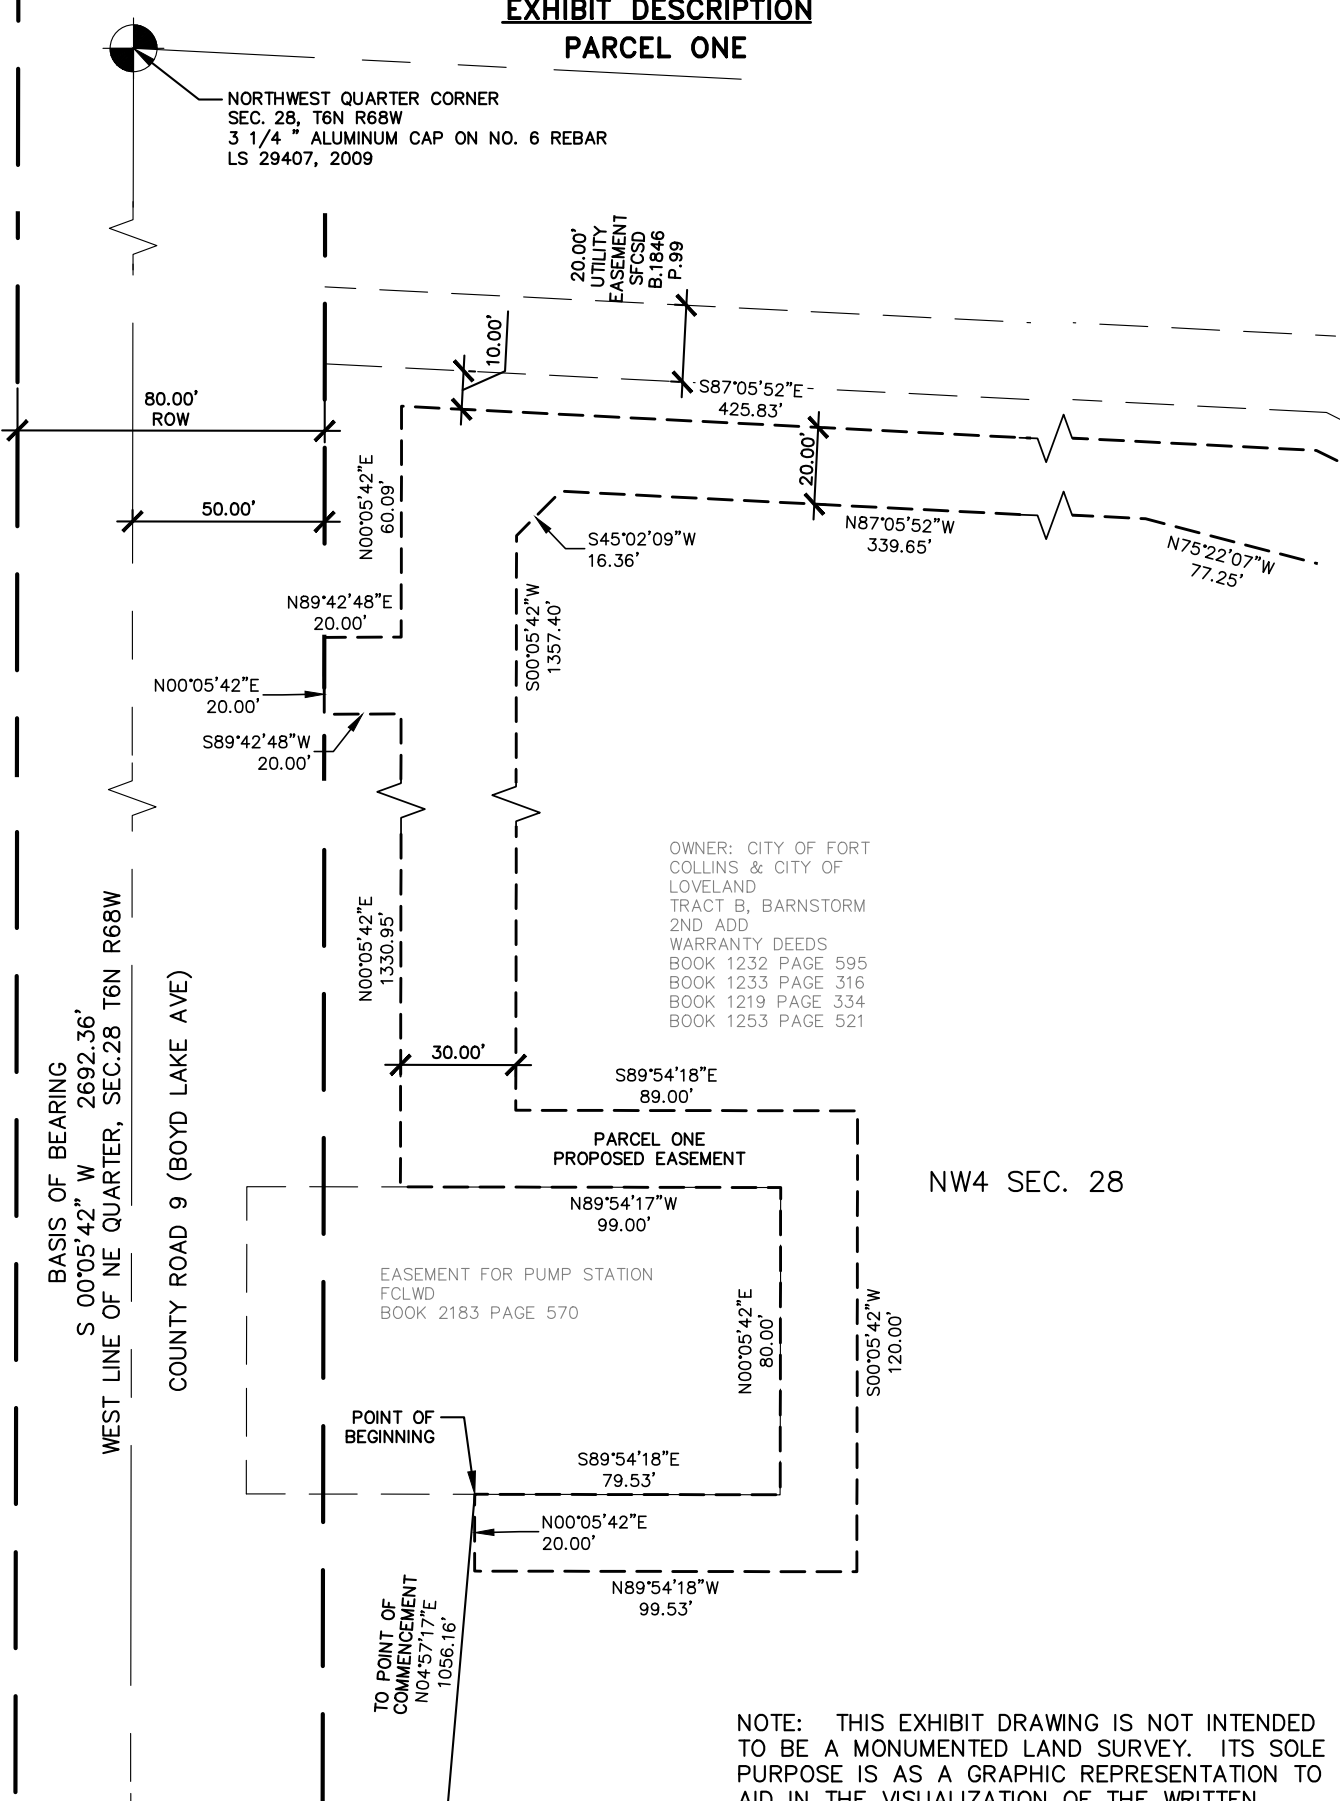 EXHIBIT DESCRIPTION
PARCEL ONE
NORTHWEST QUARTER CORNER
SEC. 28, T6N R68W
3 1/4 " ALUMINUM CAP ON NO. 6 REBAR
LS 29407, 2009
20.00'
UTILITY
EASEMENT
SFCSD
B.1846
P.99
10.00'
S87°05'52"E
425.83'
80.00'
ROW
20.00'
N00°05'42"E
60.09'
50.00'
N87°05'52"W
339.65'
S45°02'09"W
16.36'
N75°22'07"W
77.25'
N89°42'48"E
20.00'
S00°05'42"W
1357.40'
N00°05'42"E
20.00'
S89°42'48"W
20.00'
OWNER: CITY OF FORT
COLLINS & CITY OF
LOVELAND
TRACT B, BARNSTORM
2ND ADD
WARRANTY DEEDS
BOOK 1232 PAGE 595
BOOK 1233 PAGE 316
BOOK 1219 PAGE 334
BOOK 1253 PAGE 521
N00°05'42"E
1330.95'
30.00'
S89°54'18"E
89.00'
BASIS OF BEARING
S 00°05'42" W 2692.36'
WEST LINE OF NE QUARTER, SEC.28 T6N R68W
COUNTY ROAD 9 (BOYD LAKE AVE)
PARCEL ONE
PROPOSED EASEMENT
NW4 SEC. 28
N89°54'17"W
99.00'
EASEMENT FOR PUMP STATION
FCLWD
BOOK 2183 PAGE 570
N00°05'42"E
80.00'
S00°05'42"W
120.00'
POINT OF
BEGINNING
S89°54'18"E
79.53'
N00°05'42"E
20.00'
N89°54'18"W
99.53'
TO POINT OF
COMMENCEMENT
N04°57'17"E
1056.16'
NOTE: THIS EXHIBIT DRAWING IS NOT INTENDED
TO BE A MONUMENTED LAND SURVEY. ITS SOLE
PURPOSE IS AS A GRAPHIC REPRESENTATION TO
AID IN THE VISUALIZATION OF THE WRITTEN